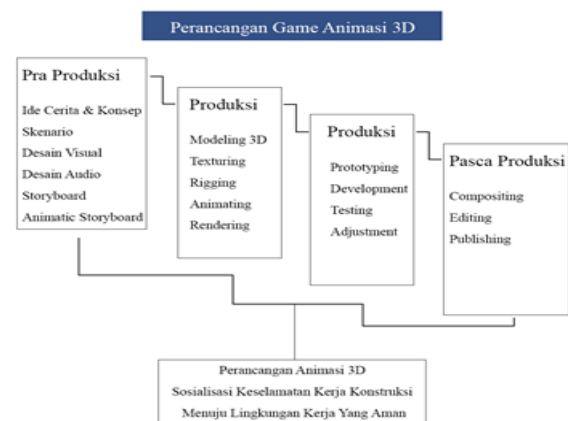 Perancangan Game Animasi 3D
Pra Produksi
Ide Cerita & Konsep
Skenario
Desain Visual
Desain Audio
Storyboard
Animatic Storyboard
Produksi
Modeling 3D
Texturing
Rigging
Animating
Rendering
Produksi
Prototyping
Development
Testing
Adjustment
Pasca Produksi
Compositing
Editing
Publishing
Perancangan Animasi 3D
Sosialisasi Keselamatan Kerja Konstruksi
Menuju Lingkungan Kerja Yang Aman